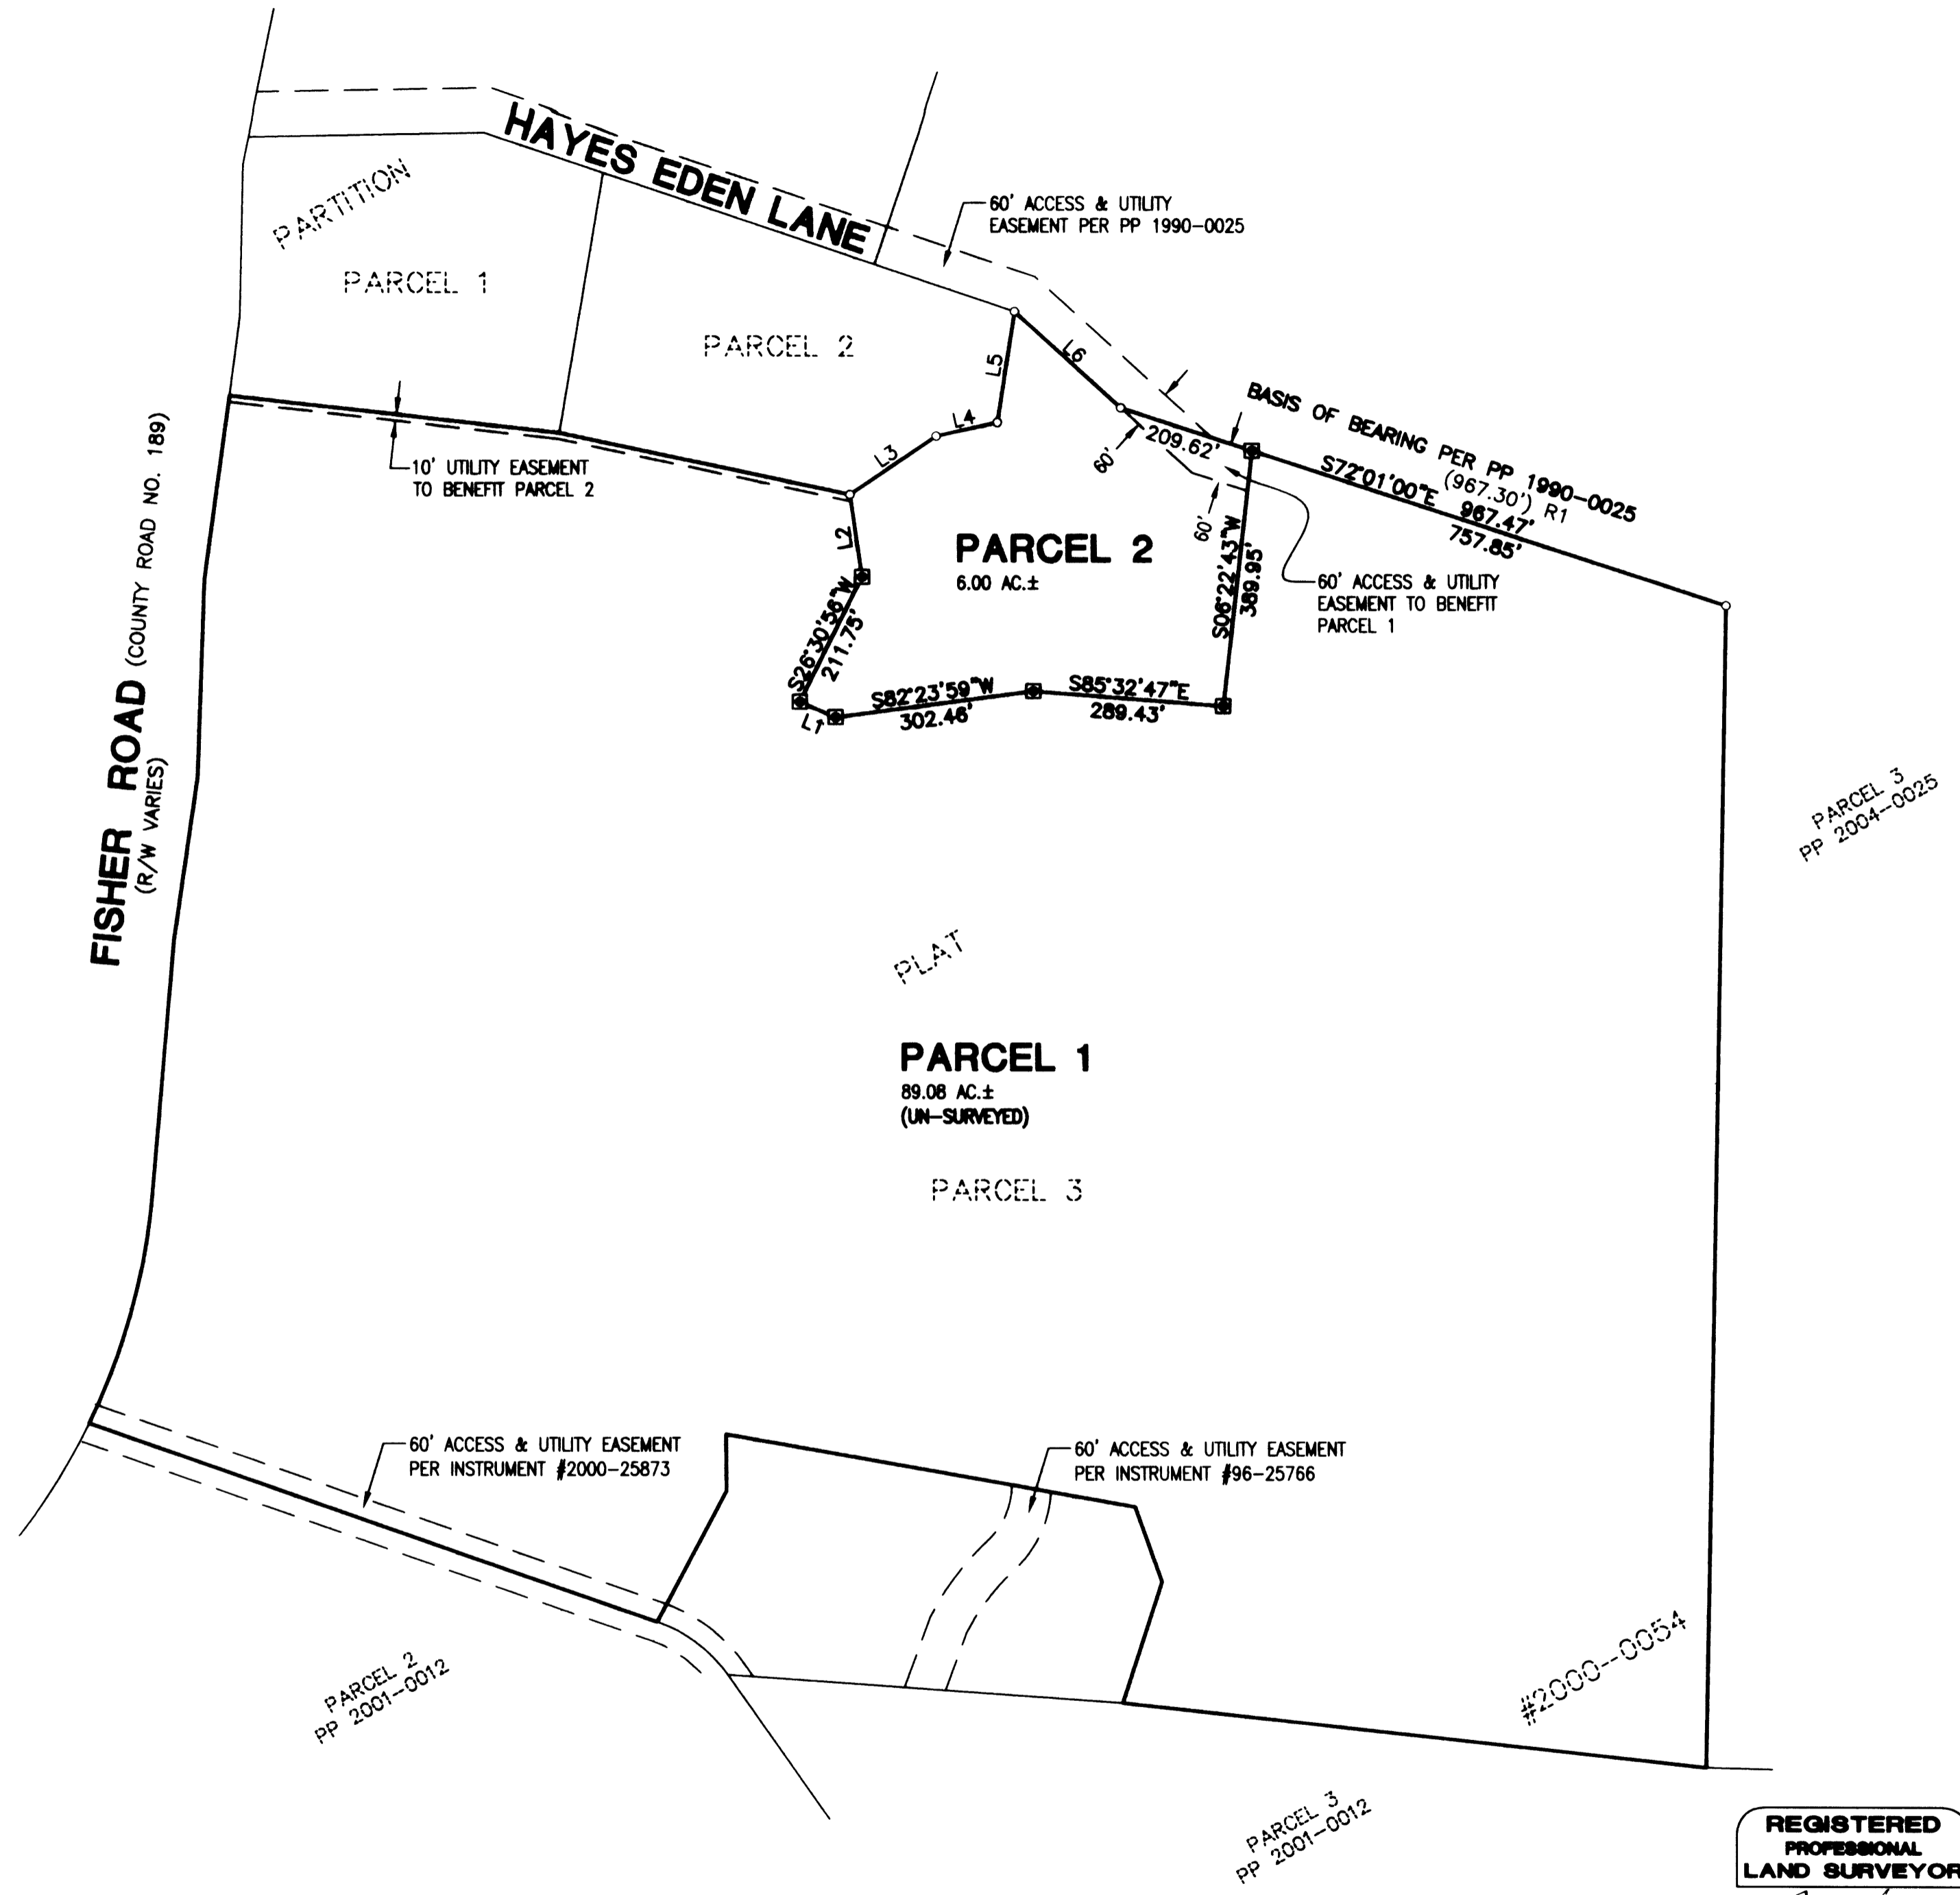 HAYES EDEN LANE
PARTITION
PARCEL 1
PARCEL 2
60' ACCESS & UTILITY
EASEMENT PER PP 1990-0025
L6
L5
L4
L3
L2
BASIS OF BEARING PER PP 1990-0025
(967.30') R1
S72°01'00"E 967.47'
757.85'
209.62'
60'
60'
10' UTILITY EASEMENT
TO BENEFIT PARCEL 2
PARCEL 2
6.00 AC.±
S06°22'43"W
389.95'
60' ACCESS & UTILITY
EASEMENT TO BENEFIT
PARCEL 1
S26°30'56"W
211.75'
L1
S82°23'59"W
302.46'
S85°32'47"E
289.43'
FISHER ROAD (COUNTY ROAD NO. 189)
(R/W VARIES)
PARCEL 3
PP 2004-0025
PLAT
PARCEL 1
89.08 AC.±
(UN-SURVEYED)
PARCEL 3
60' ACCESS & UTILITY EASEMENT
PER INSTRUMENT #2000-25873
60' ACCESS & UTILITY EASEMENT
PER INSTRUMENT #96-25766
#2000-0054
PARCEL 2
PP 2001-0012
PARCEL 3
PP 2001-0012
REGISTERED
PROFESSIONAL
LAND SURVEYOR